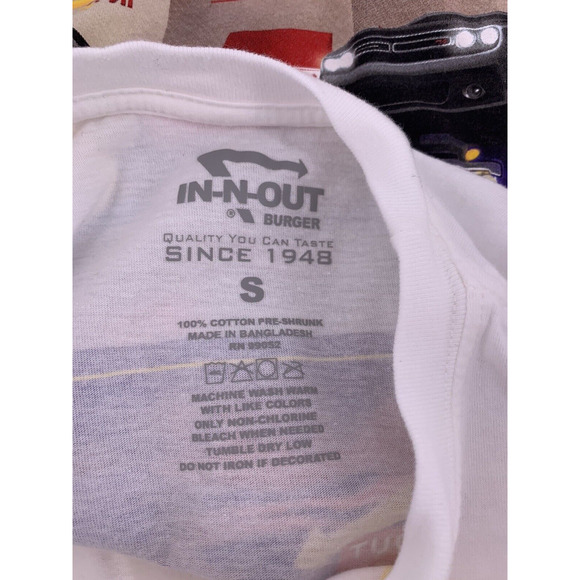 IN-N-OUT
® BURGER
QUALITY YOU CAN TASTE
SINCE 1948
S
100% COTTON PRE-SHRUNK
MADE IN BANGLADESH
RN 99052
MACHINE WASH WARM
WITH LIKE COLORS
ONLY NON-CHLORINE
BLEACH WHEN NEEDED
TUMBLE DRY LOW
DO NOT IRON IF DECORATED